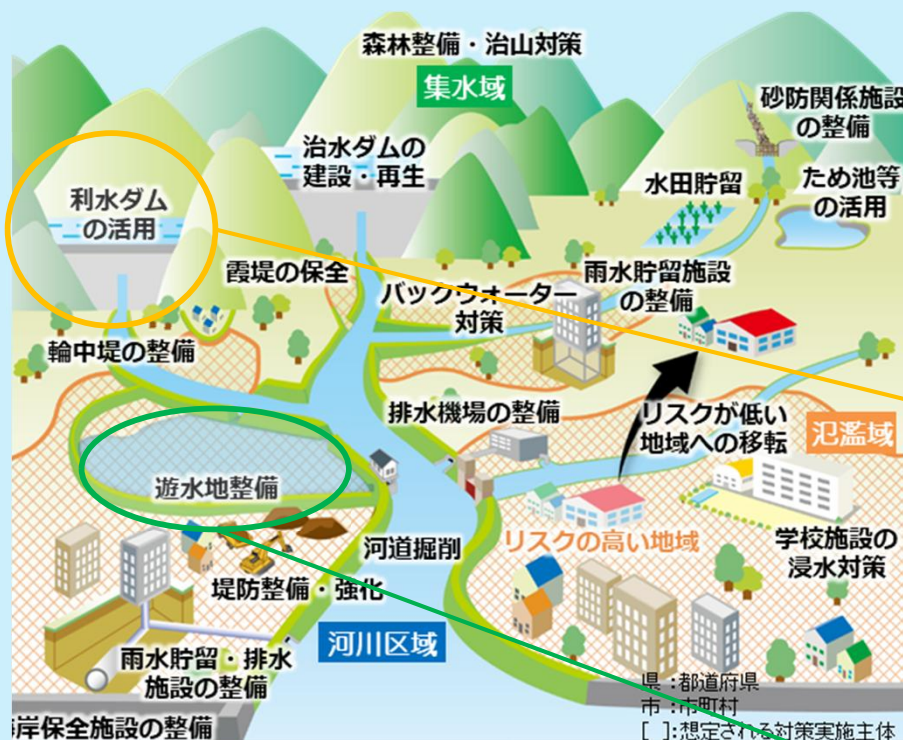 森林整備・治山対策
集水域
砂防関係施設
の整備
治水ダムの
建設・再生
水田貯留
ため池等
の活用
利水ダム
の活用
霞堤の保全
バックウォーター
対策
雨水貯留施設
の整備
輪中堤の整備
排水機場の整備
リスクが低い
地域への移転
氾濫域
遊水地整備
河道掘削
リスクの高い地域
学校施設の
浸水対策
堤防整備・強化
河川区域
雨水貯留・排水
施設の整備
県:都道府県
市:市町村
[ ]:想定される対策実施主体
岸保全施設の整備